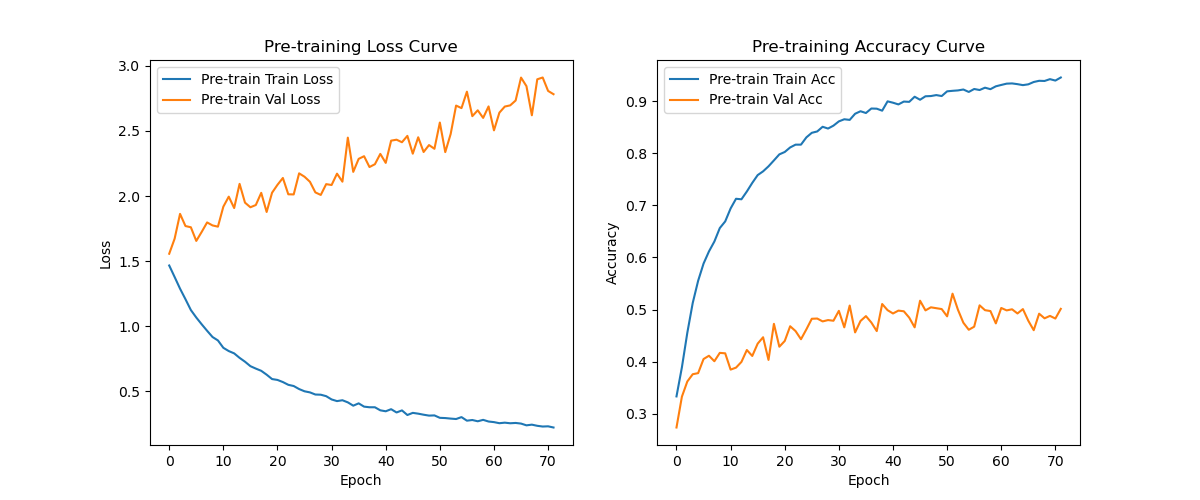 Pre-training Loss Curve
Pre-train Train Loss
Pre-train Val Loss
3.0
2.5
2.0
1.5
1.0
0.5
Loss
0 10 20 30 40 50 60 70
Epoch
Pre-training Accuracy Curve
Pre-train Train Acc
Pre-train Val Acc
0.9
0.8
0.7
0.6
0.5
0.4
0.3
Accuracy
0 10 20 30 40 50 60 70
Epoch